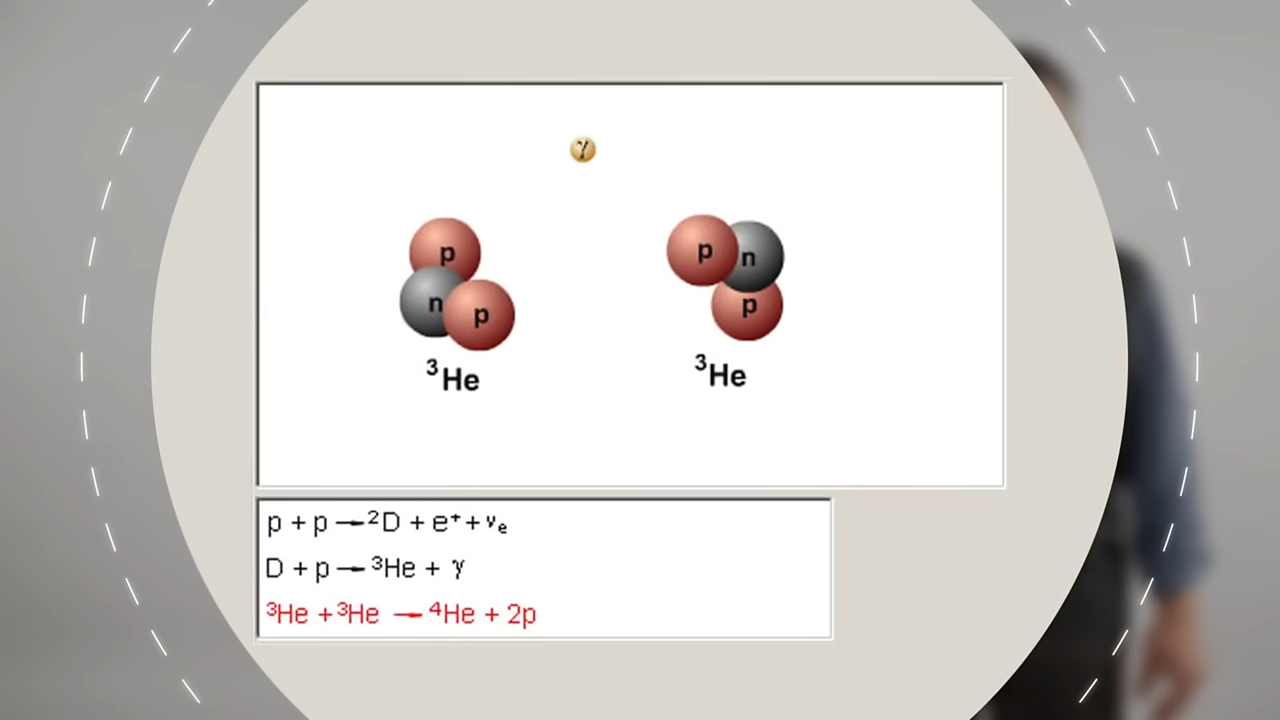 γ
p
n
p
³He
p
n
p
³He
p + p → ²D + e⁺ + νₑ
D + p → ³He + γ
³He + ³He → ⁴He + 2p